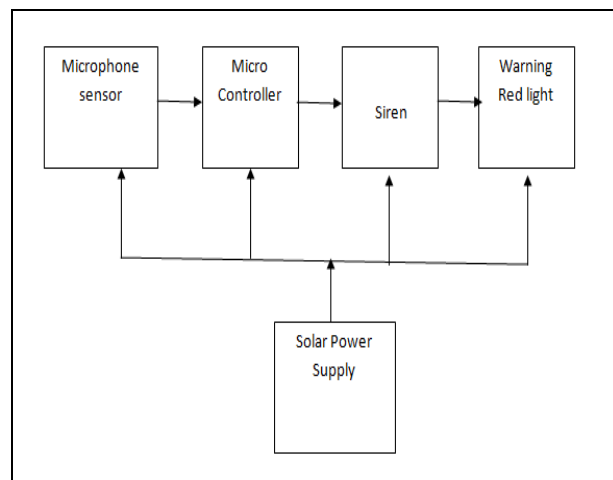 Microphone
sensor
Micro
Controller
Siren
Warning
Red light
Solar Power
Supply